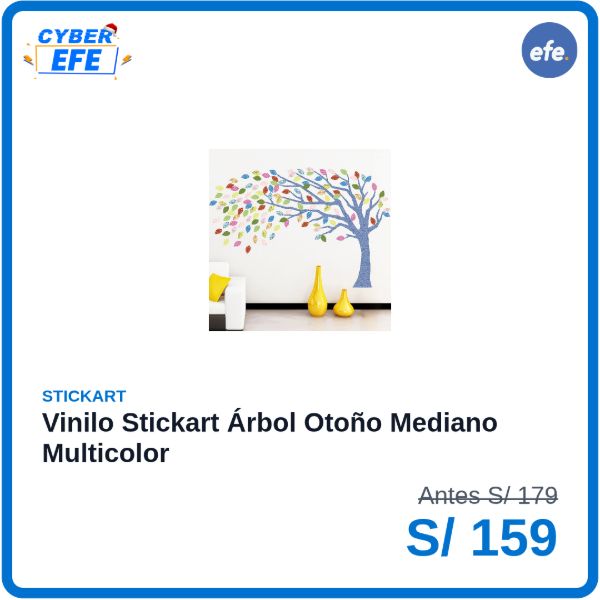 CYBER
EFE
efe.
STICKART
Vinilo Stickart Árbol Otoño Mediano
Multicolor
Antes S/ 179
S/ 159